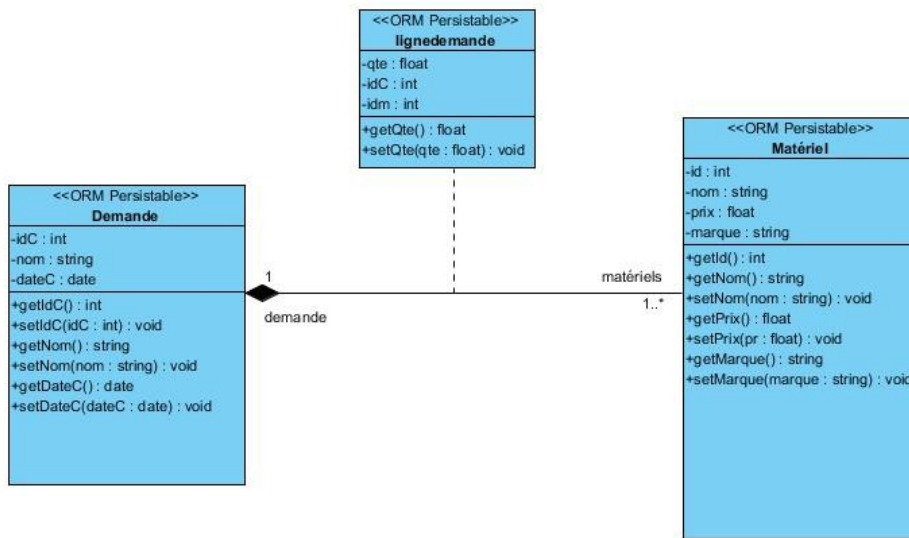 <<ORM Persistable>>
lignedemande
-qte : float
-idC : int
-idm : int
+getQte() : float
+setQte(qte : float) : void
<<ORM Persistable>>
Matériel
-id : int
-nom : string
-prix : float
-marque : string
+getId() : int
+getNom() : string
+setNom(nom : string) : void
+getPrix() : float
+setPrix(pr : float) : void
+getMarque() : string
+setMarque(marque : string) : void
<<ORM Persistable>>
Demande
-idC : int
-nom : string
-dateC : date
+getIdC() : int
+setIdC(idC : int) : void
+getNom() : string
+setNom(nom : string) : void
+getDateC() : date
+setDateC(dateC : date) : void
1
demande
matériels
1..*